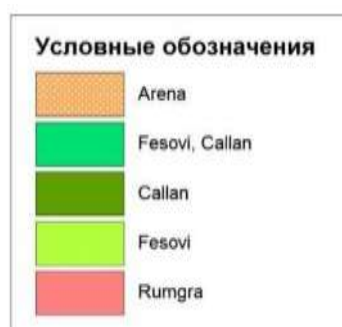 Условные обозначения
Arena
Fesovi, Callan
Callan
Fesovi
Rumgra